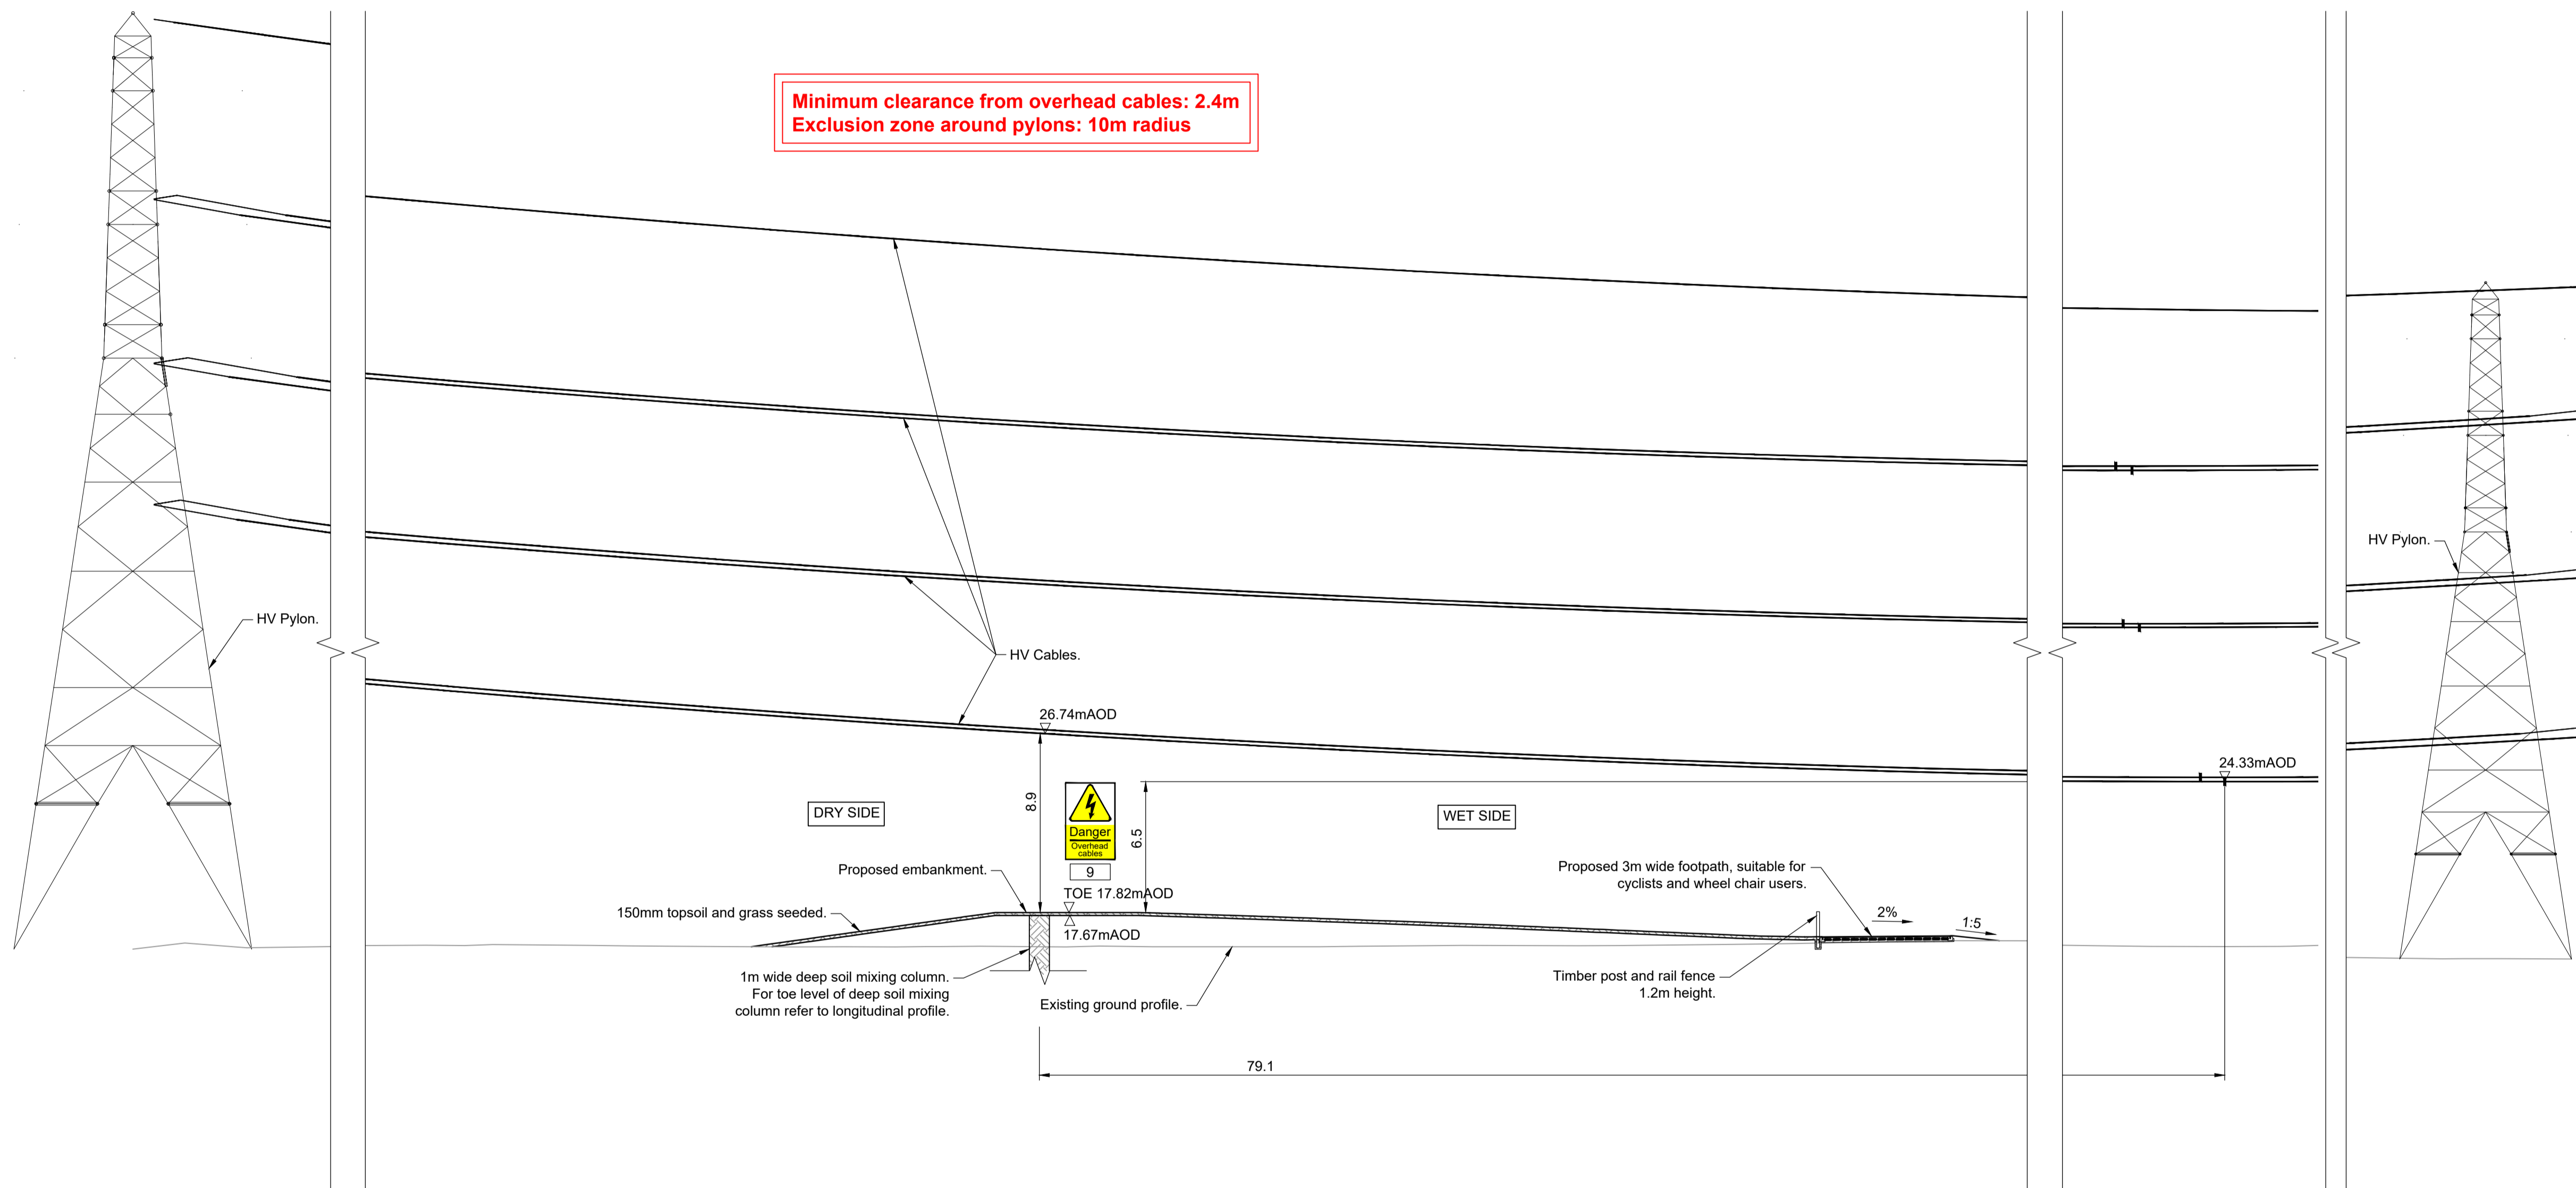 Minimum clearance from overhead cables: 2.4m
Exclusion zone around pylons: 10m radius
HV Pylon.
HV Pylon.
HV Cables.
26.74mAOD
24.33mAOD
8.9
Danger
Overhead
cables
9
6.5
DRY SIDE
WET SIDE
Proposed embankment.
TOE 17.82mAOD
17.67mAOD
150mm topsoil and grass seeded.
Proposed 3m wide footpath, suitable for
cyclists and wheel chair users.
2%
1:5
1m wide deep soil mixing column.
For toe level of deep soil mixing
column refer to longitudinal profile.
Existing ground profile.
Timber post and rail fence
1.2m height.
79.1